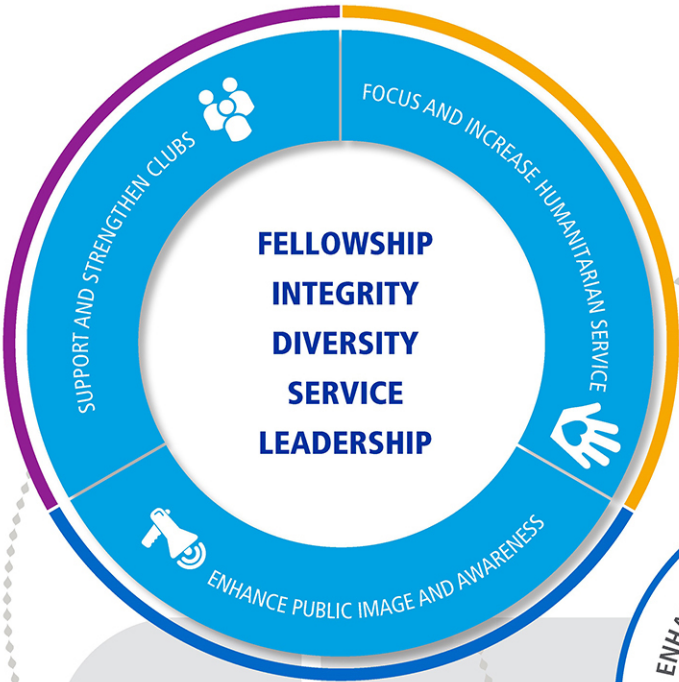 SUPPORT AND STRENGTHEN CLUBS
FOCUS AND INCREASE HUMANITARIAN SERVICE
FELLOWSHIP
INTEGRITY
DIVERSITY
SERVICE
LEADERSHIP
ENHANCE PUBLIC IMAGE AND AWARENESS
ENHA